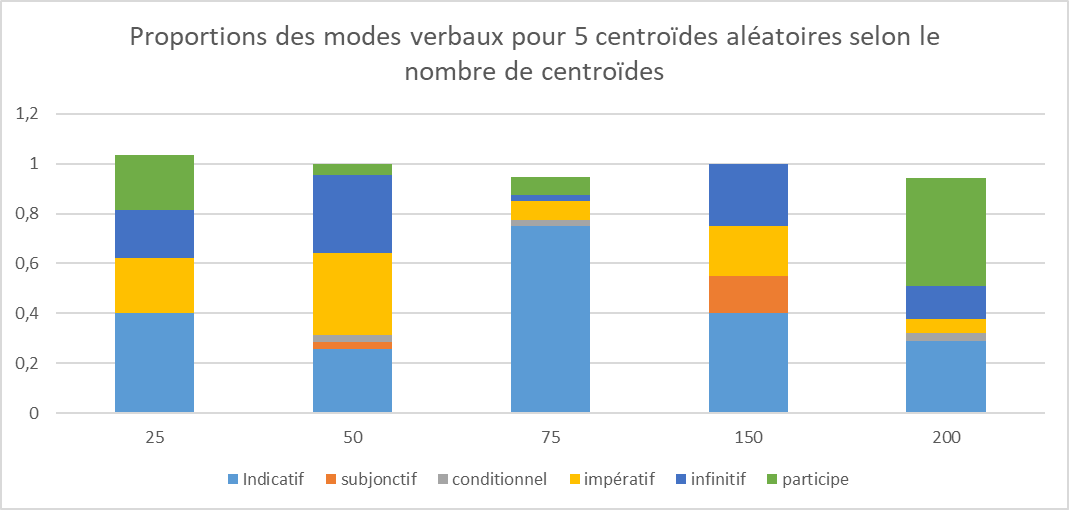 Proportions des modes verbaux pour 5 centroïdes aléatoires selon le
nombre de centroïdes
1,2
1
0,8
0,6
0,4
0,2
0
25 50 75 150 200
Indicatif subjonctif conditionnel impératif infinitif participe